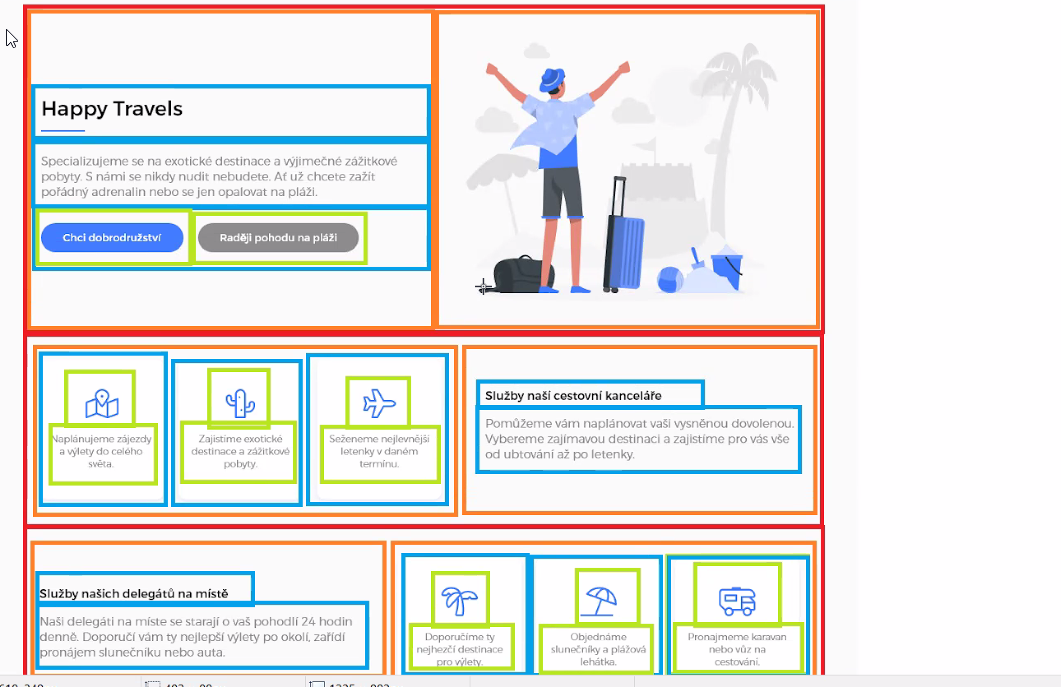 Happy Travels
Specializujeme se na exotické destinace a výjimečné zážitkové
pobyty. S námi se nikdy nudit nebudete. Ať už chcete zažít
pořádný adrenalin nebo se jen opalovat na pláži.
Chci dobrodružství
Raději pohodu na pláži
Naplánujeme zájezdy
a výlety do celého
světa.
Zajistíme exotické
destinace a zážitkové
pobyty.
Seženeme nejlevnější
letenky v daném
termínu.
Služby naší cestovní kanceláře
Pomůžeme vám naplánovat vaši vysněnou dovolenou.
Vybereme zajímavou destinaci a zajistíme pro vás vše
od ubtování až po letenky.
Služby našich delegátů na místě
Naši delegáti na míste se starají o vaš pohodlí 24 hodin
denně. Doporučí vám ty nejlepší výlety po okolí, zařídí
pronájem slunečníku nebo auta.
Doporučíme ty
nejhezčí destinace
pro výlety.
Objednáme
slunečníky a plážová
lehátka.
Pronajmeme karavan
nebo vůz na
cestování.